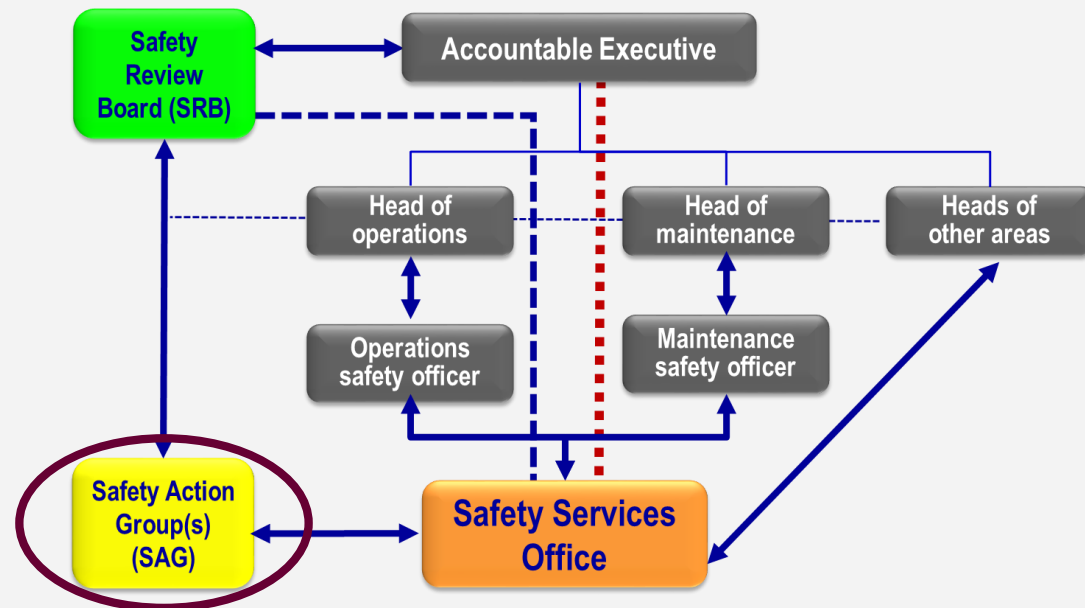 Safety
Review
Board (SRB)
Accountable Executive
Head of
operations
Head of
maintenance
Heads of
other areas
Operations
safety officer
Maintenance
safety officer
Safety Action
Group(s)
(SAG)
Safety Services
Office